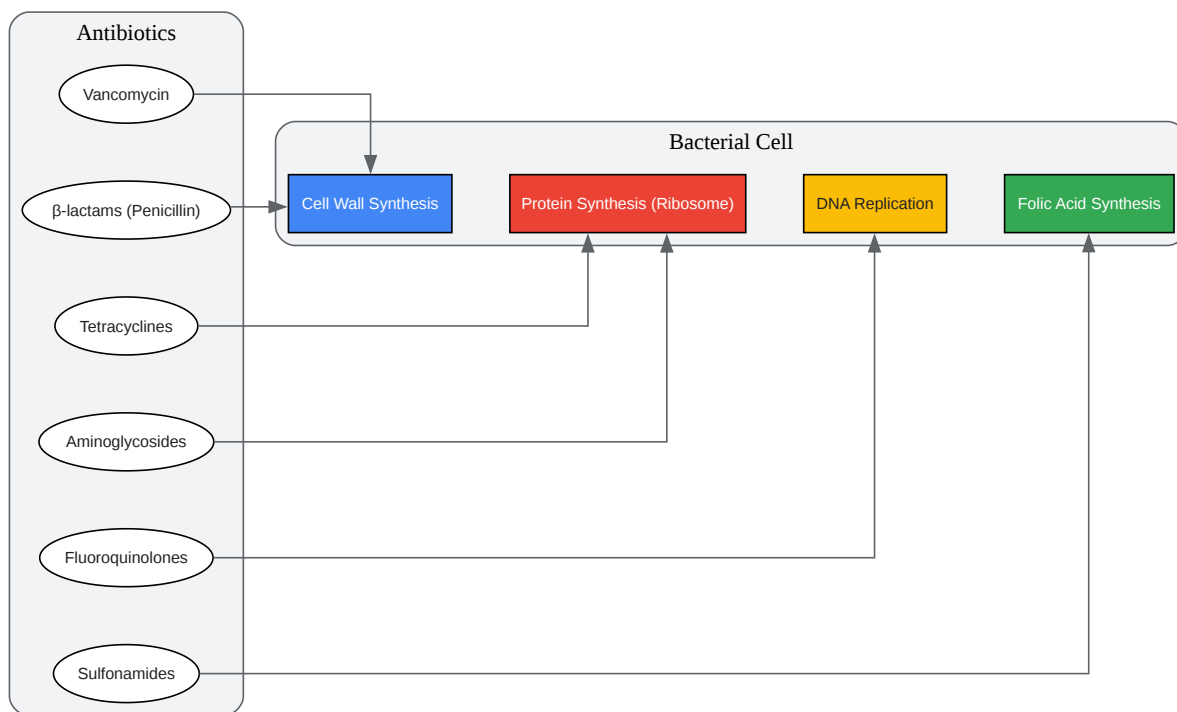 Antibiotics
Vancomycin
β-lactams (Penicillin)
Tetracyclines
Aminoglycosides
Fluoroquinolones
Sulfonamides
Bacterial Cell
Cell Wall Synthesis
Protein Synthesis (Ribosome)
DNA Replication
Folic Acid Synthesis